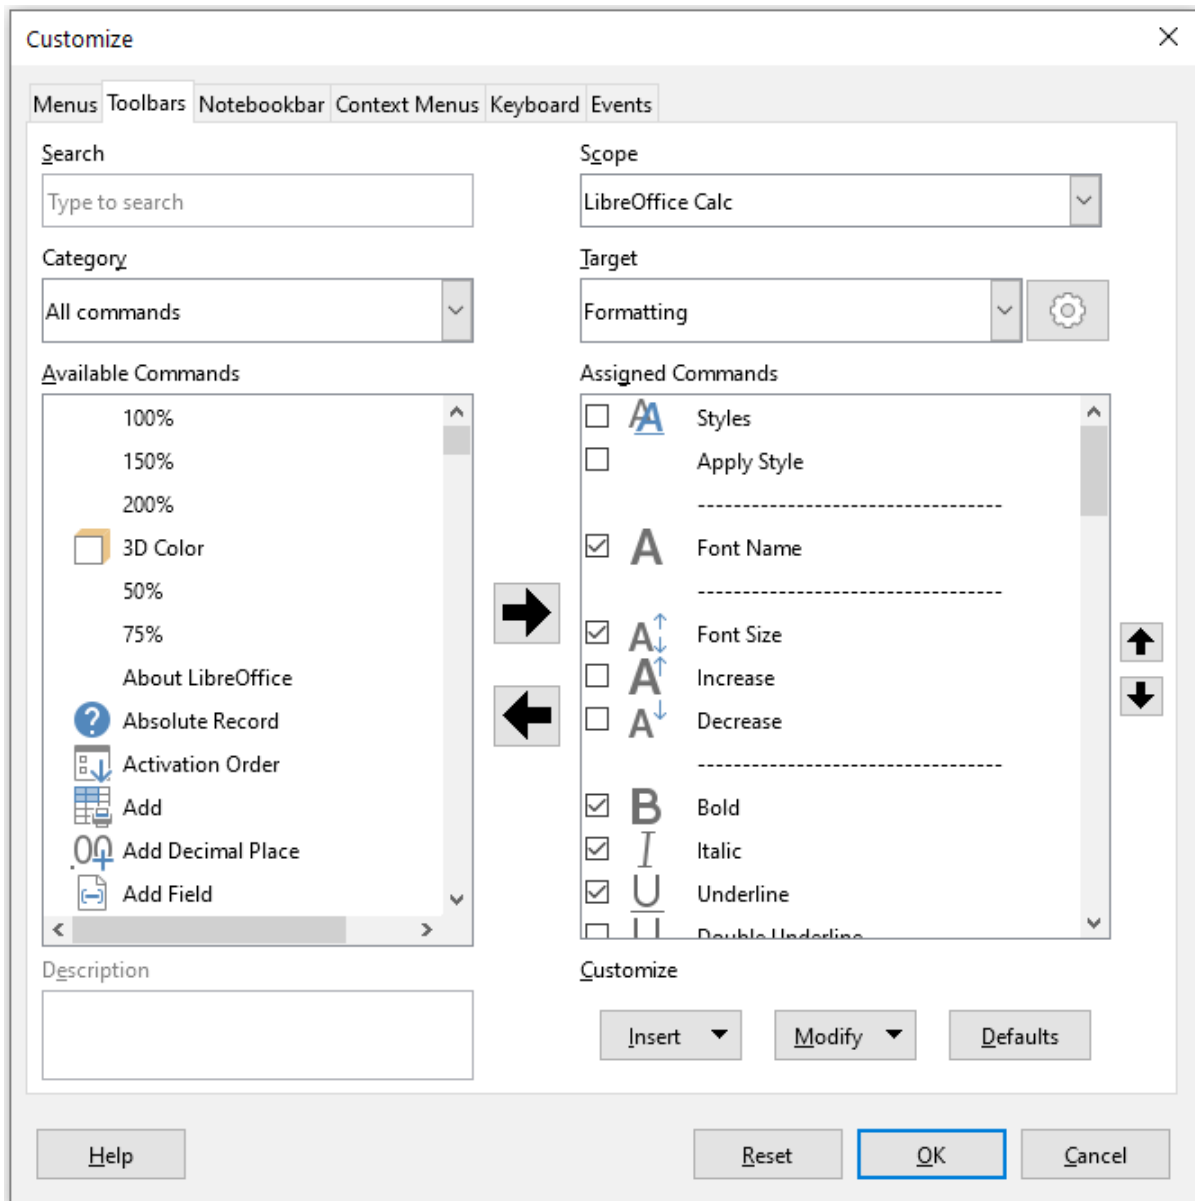 Customize
Menus Toolbars Notebookbar Context Menus Keyboard Events
Search
Type to search
Category
All commands
Available Commands
100%
150%
200%
3D Color
50%
75%
About LibreOffice
Absolute Record
Activation Order
Add
Add Decimal Place
Add Field
Description
Scope
LibreOffice Calc
Target
Formatting
Assigned Commands
Styles
Apply Style
----------------------------------
Font Name
----------------------------------
Font Size
Increase
Decrease
----------------------------------
Bold
Italic
Underline
Double Underline
Customize
Insert Modify Defaults
Help Reset OK Cancel